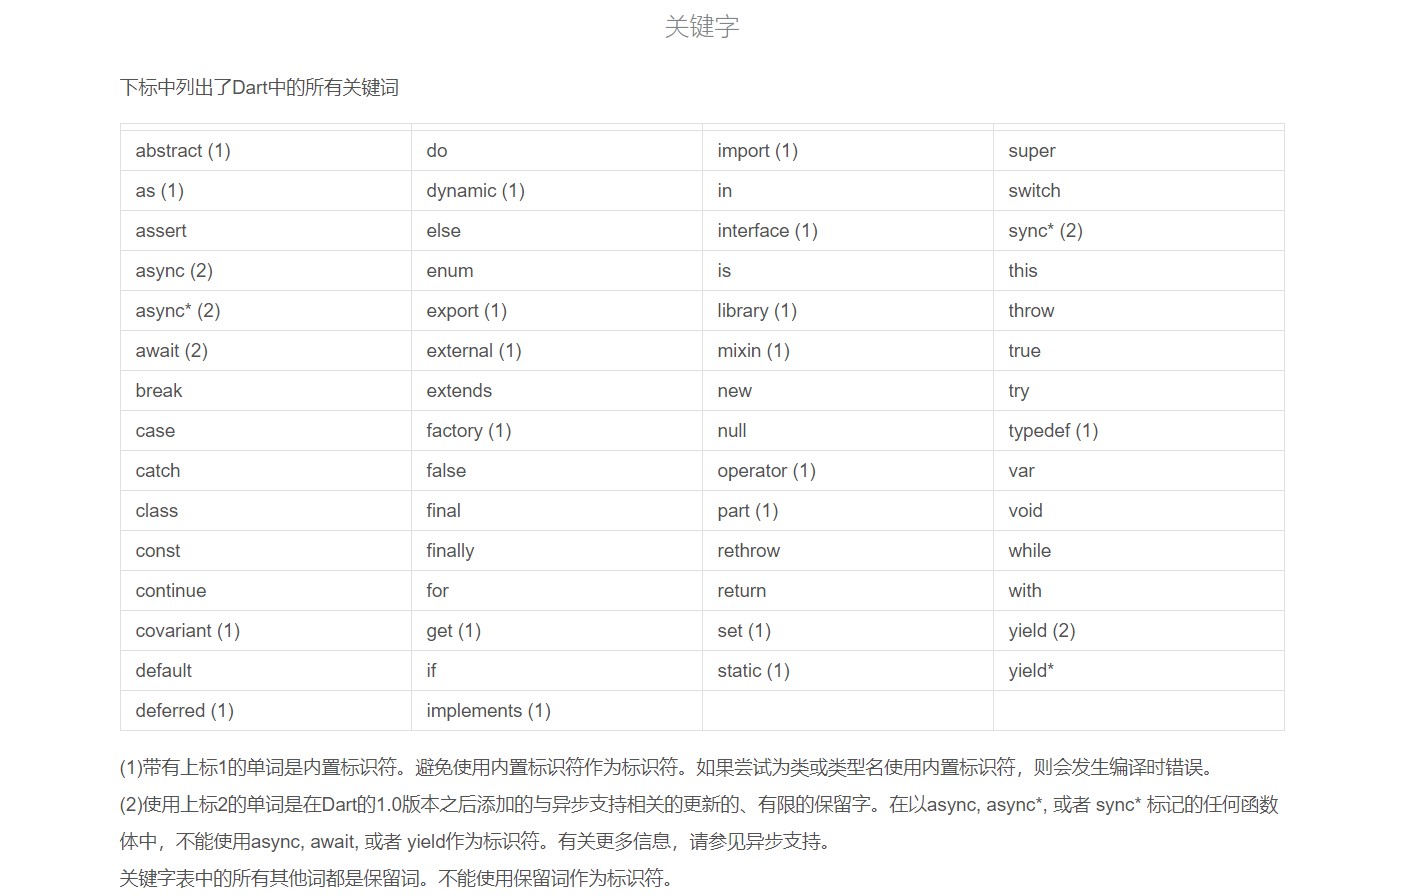 关键字
下标中列出了Dart中的所有关键词
abstract (1) do import (1) super
as (1) dynamic (1) in switch
assert else interface (1) sync* (2)
async (2) enum is this
async* (2) export (1) library (1) throw
await (2) external (1) mixin (1) true
break extends new try
case factory (1) null typedef (1)
catch false operator (1) var
class final part (1) void
const finally rethrow while
continue for return with
covariant (1) get (1) set (1) yield (2)
default if static (1) yield*
deferred (1) implements (1)
(1)带有上标1的单词是内置标识符。避免使用内置标识符作为标识符。如果尝试为类或类型名使用内置标识符，则会发生编译时错误。
(2)使用上标2的单词是在Dart的1.0版本之后添加的与异步支持相关的更新的、有限的保留字。在以async, async*, 或者 sync* 标记的任何函数
体中，不能使用async, await, 或者 yield作为标识符。有关更多信息，请参见异步支持。
关键字表中的所有其他词都是保留词。不能使用保留词作为标识符。